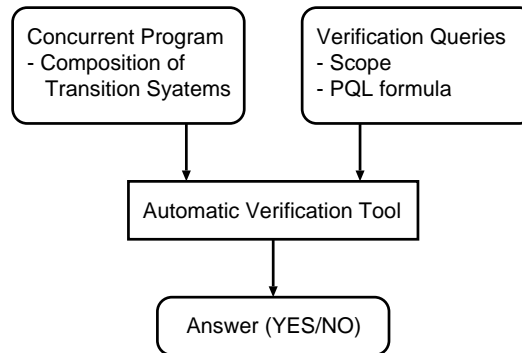 Concurrent Program
- Composition of
Transition Syatems
Verification Queries
- Scope
- PQL formula
Automatic Verification Tool
Answer (YES/NO)